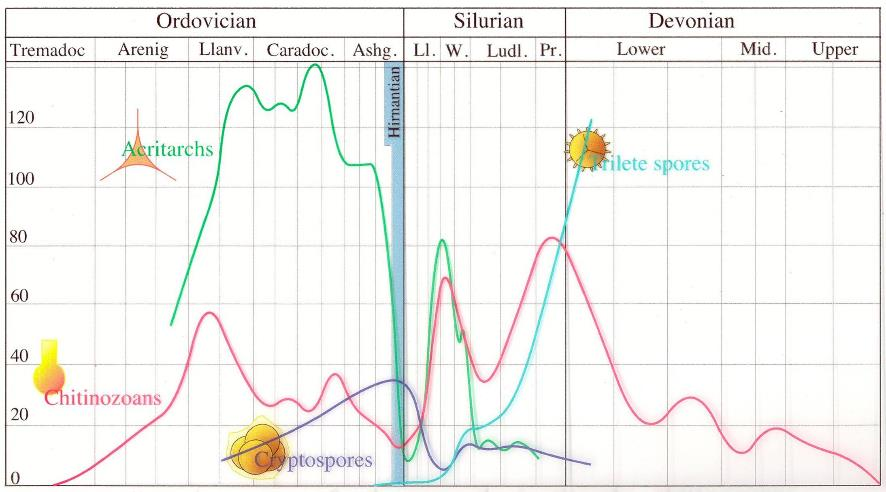 Ordovician Silurian Devonian
Tremadoc Arenig Llanv. Caradoc. Ashg. Ll. W. Ludl. Pr. Lower Mid. Upper
Hirnantian
120
Acritarchs
Trilete spores
100
80
60
40
Chitinozoans
20
Cryptospores
0